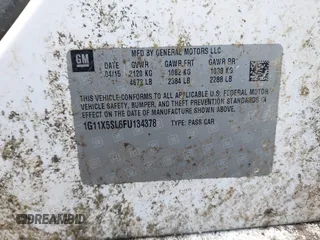 GM
MFD BY GENERAL MOTORS LLC
DATE GVWR GAWR FRT GAWR RR
04/15 2120 KG 1082 KG 1038 KG
4672 LB 2384 LB 2288 LB
THIS VEHICLE CONFORMS TO ALL APPLICABLE U.S. FEDERAL MOTOR
VEHICLE SAFETY, BUMPER, AND THEFT PREVENTION STANDARDS
IN EFFECT ON THE DATE OF MANUFACTURE SHOWN ABOVE.
1G11X5SL6FU134378 TYPE: PASS CAR
DREAMBID